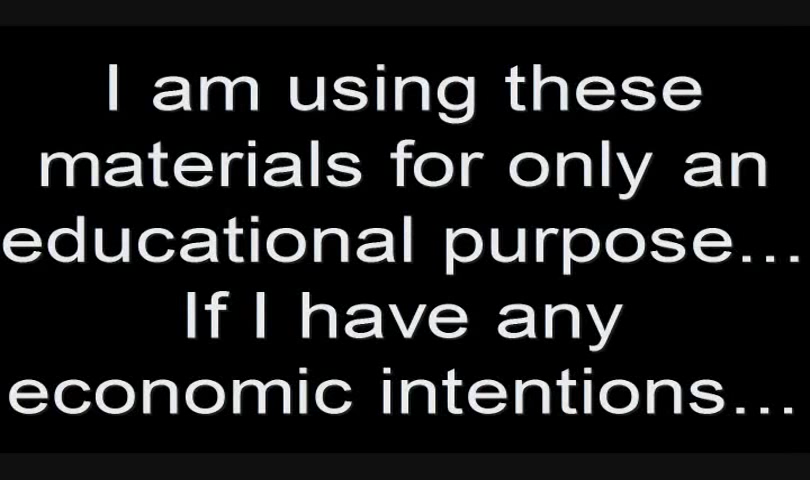 I am using these
materials for only an
educational purpose...
If I have any
economic intentions...